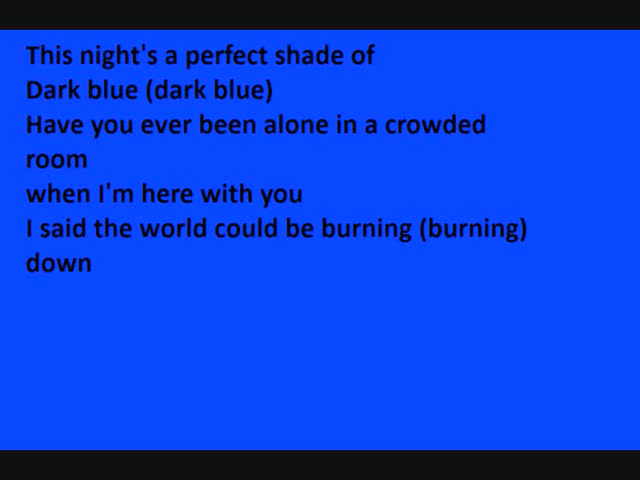 This night's a perfect shade of
Dark blue (dark blue)
Have you ever been alone in a crowded
room
when I'm here with you
I said the world could be burning (burning)
down